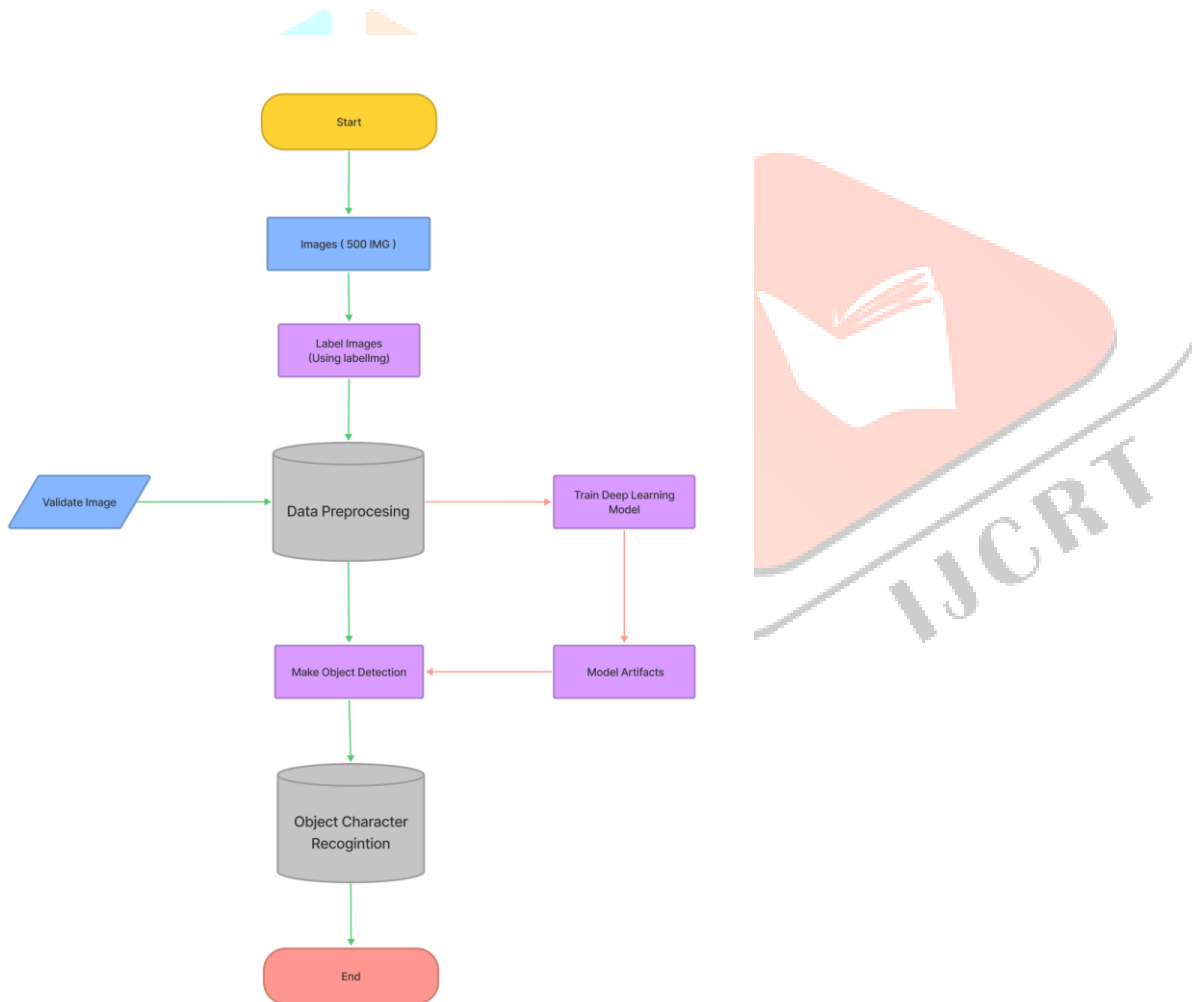 Start
Images ( 500 IMG )
Label Images
(Using labelImg)
Validate Image
Data Preprocesing
Train Deep Learning
Model
Make Object Detection
Model Artifacts
Object Character
Recogintion
End
IJCRT